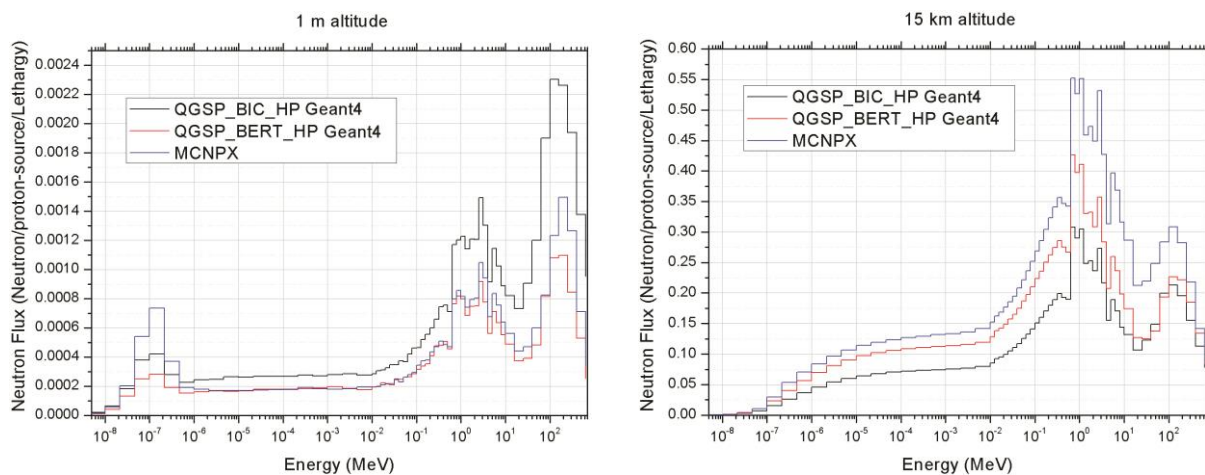 1 m altitude
Neutron Flux (Neutron/proton-source/Lethargy)
0.0024
0.0022
0.0020
0.0018
0.0016
0.0014
0.0012
0.0010
0.0008
0.0006
0.0004
0.0002
0.0000
QGSP_BIC_HP Geant4
QGSP_BERT_HP Geant4
MCNPX
10⁻⁸ 10⁻⁷ 10⁻⁶ 10⁻⁵ 10⁻⁴ 10⁻³ 10⁻² 10⁻¹ 10⁰ 10¹ 10²
Energy (MeV)
15 km altitude
Neutron Flux (Neutron/proton-source/Lethargy)
0.60
0.55
0.50
0.45
0.40
0.35
0.30
0.25
0.20
0.15
0.10
0.05
0.00
QGSP_BIC_HP Geant4
QGSP_BERT_HP Geant4
MCNPX
10⁻⁸ 10⁻⁷ 10⁻⁶ 10⁻⁵ 10⁻⁴ 10⁻³ 10⁻² 10⁻¹ 10⁰ 10¹ 10²
Energy (MeV)